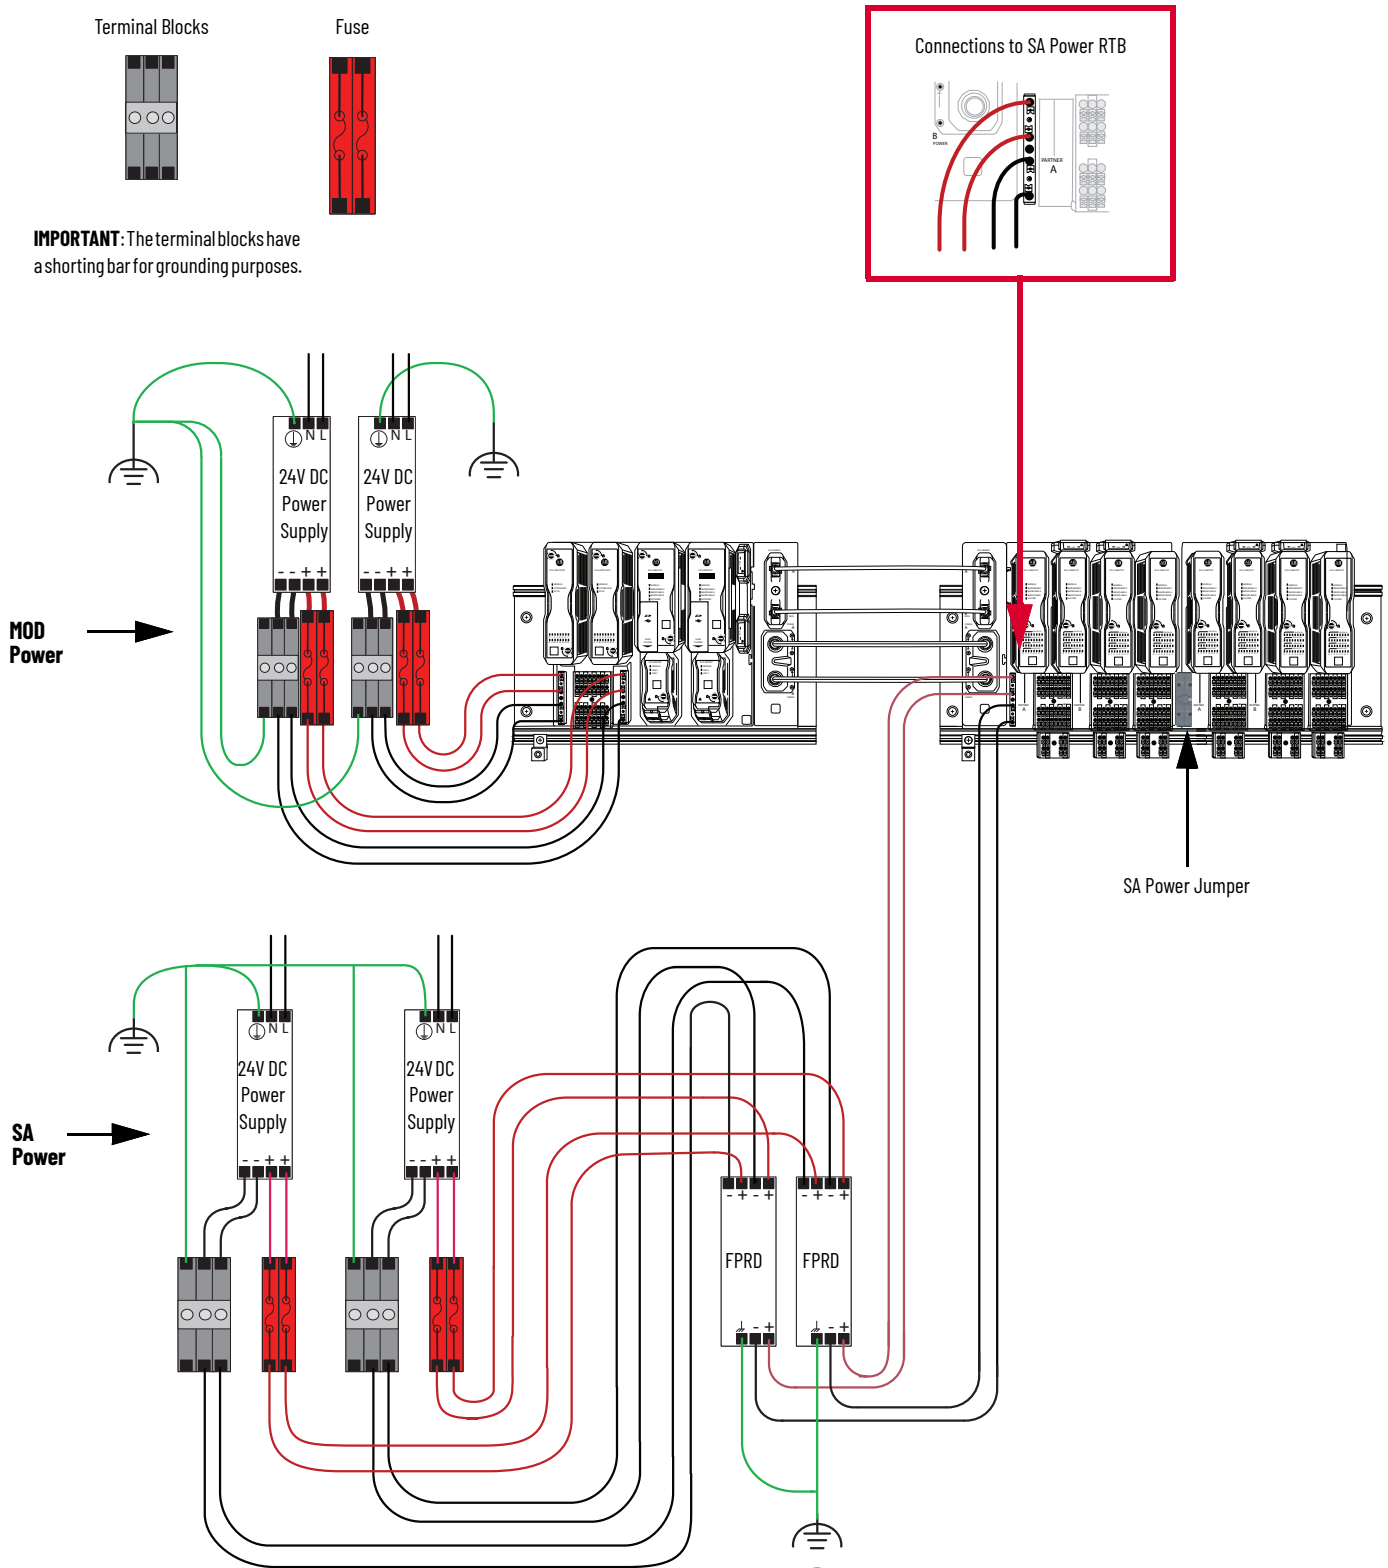 Terminal Blocks
Fuse
IMPORTANT: The terminal blocks have
a shorting bar for grounding purposes.
Connections to SA Power RTB
B
POWER
PARTNER
A
N L
24V DC
Power
Supply
- - + +
N L
24V DC
Power
Supply
- - + +
MOD
Power
SA Power Jumper
N L
24V DC
Power
Supply
- - + +
N L
24V DC
Power
Supply
- - + +
SA
Power
- + - +
FPRD
- +
- + - +
FPRD
- +